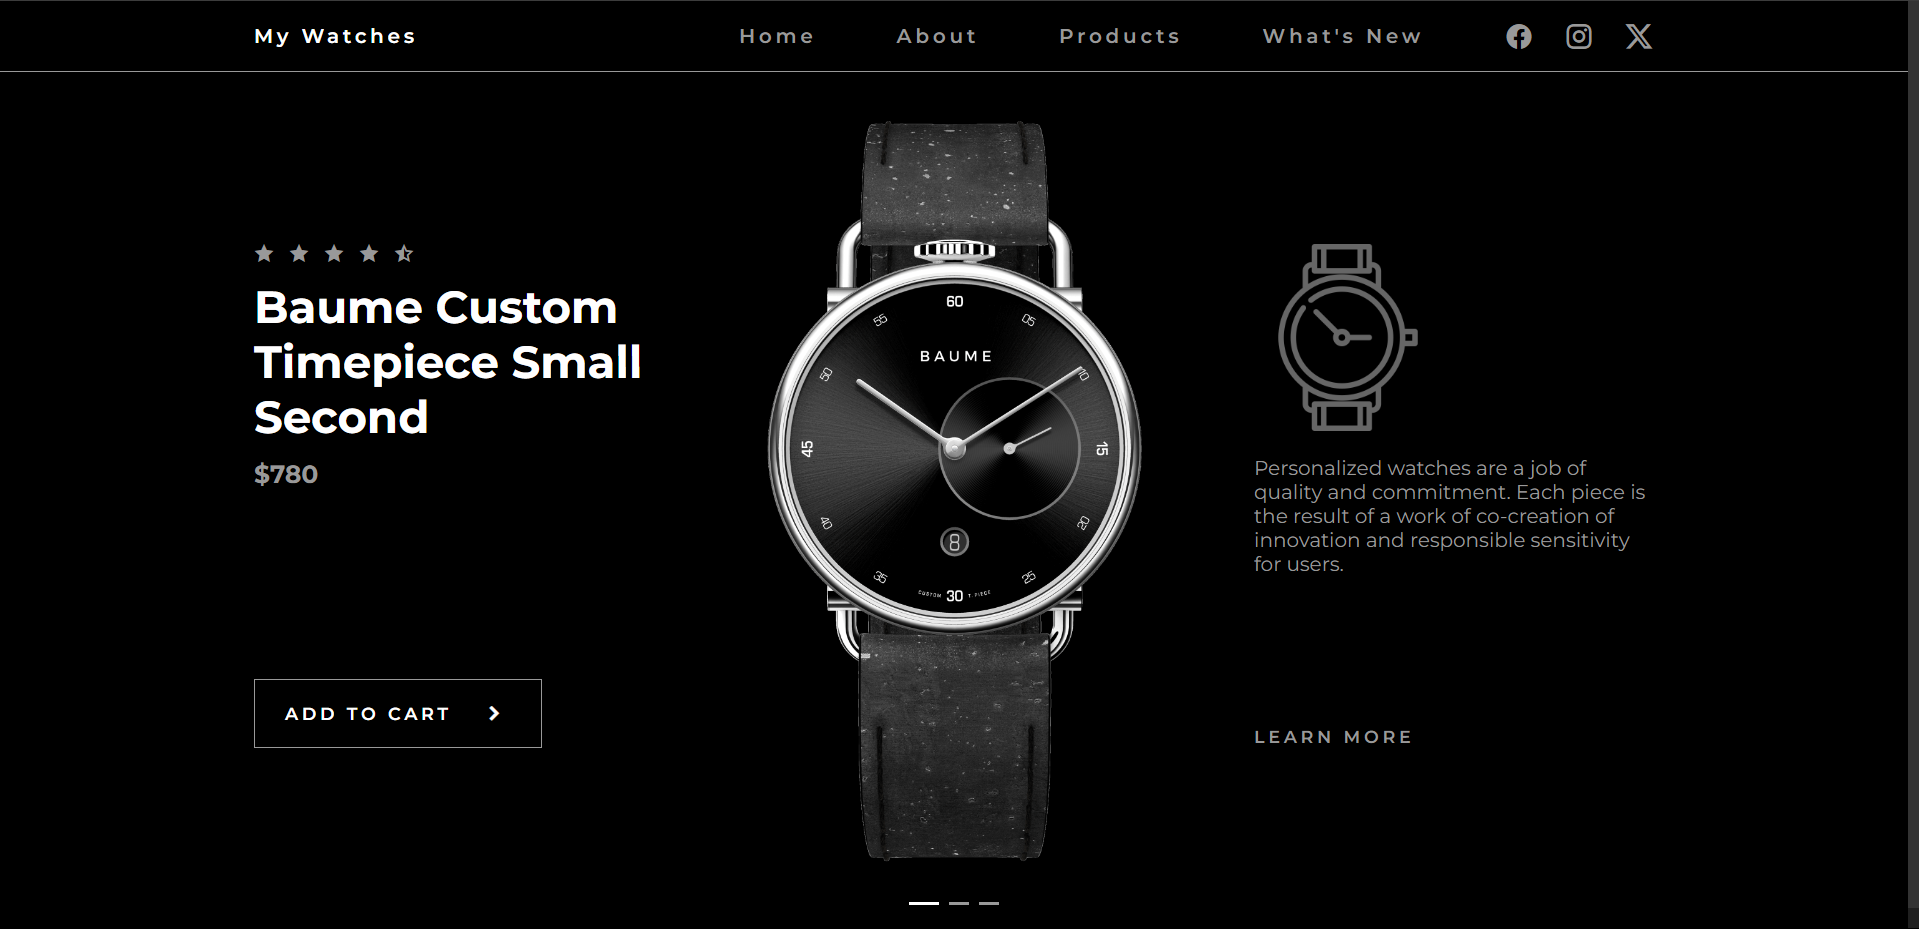 My Watches
Home
About
Products
What's New
Baume Custom
Timepiece Small
Second
$780
ADD TO CART
60
05
10
15
20
25
30
35
40
45
50
55
BAUME
8
CUSTOM
T.PIECE
Personalized watches are a job of
quality and commitment. Each piece is
the result of a work of co-creation of
innovation and responsible sensitivity
for users.
LEARN MORE